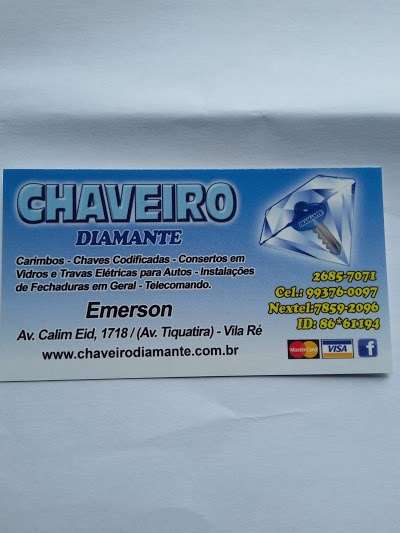 CHAVEIRO
DIAMANTE
DIAMANTE
Carimbos - Chaves Codificadas - Consertos em
Vidros e Travas Elétricas para Autos - Instalações
de Fechaduras em Geral - Telecomando.
2685-7071
Cel.: 99376-0097
Nextel:7859-2096
ID: 86*61194
Emerson
Av. Calim Eid, 1718 / (Av. Tiquatira) - Vila Ré
www.chaveirodiamante.com.br
MasterCard VISA f